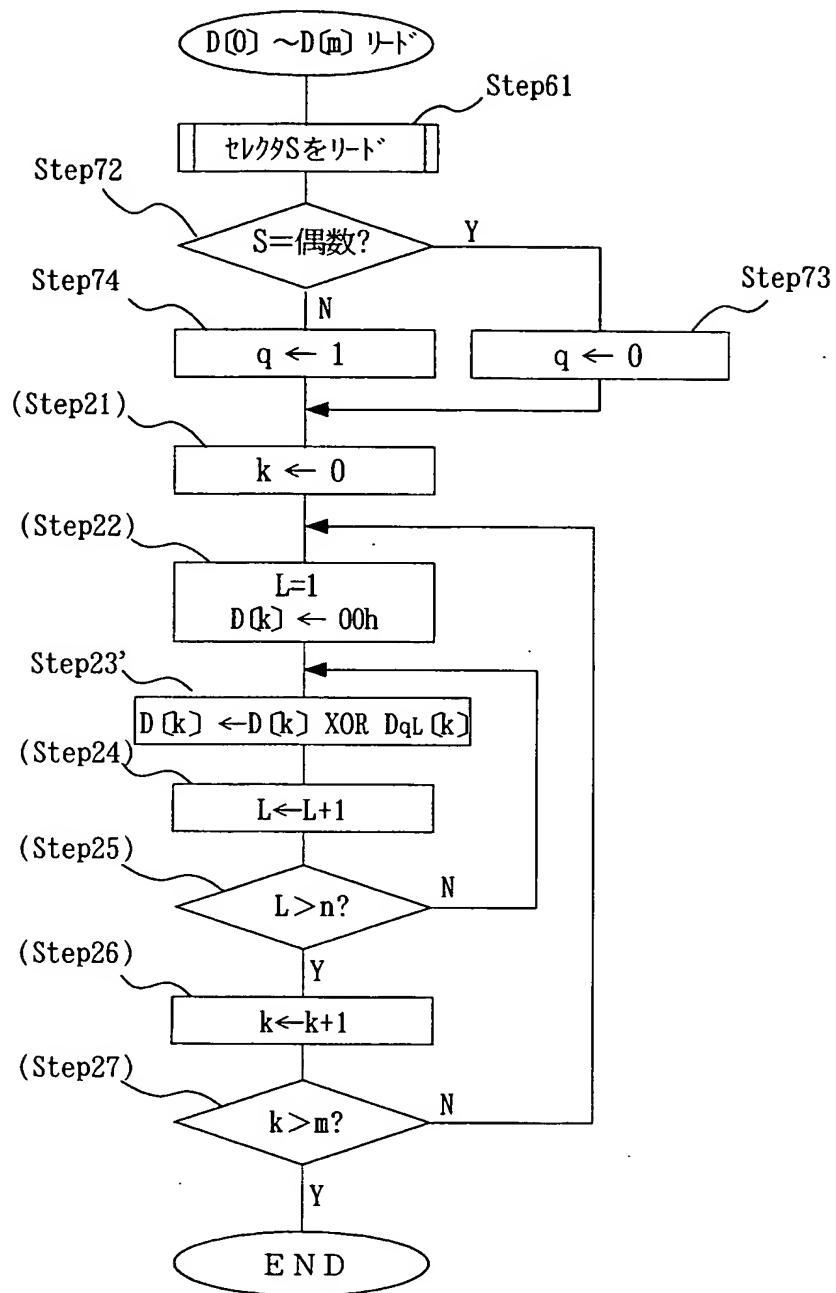 D〔0〕 ～D〔m〕 ﾘｰﾄﾞ
Step61
ｾﾚｸﾀSをﾘｰﾄﾞ
Step72
S＝偶数?
Y
Step74
N
Step73
q ← 1
q ← 0
(Step21)
k ← 0
(Step22)
L=1
D〔k〕 ← 00h
Step23'
D〔k〕 ←D〔k〕 XOR DqL〔k〕
(Step24)
L←L+1
(Step25)
L＞n?
N
Y
(Step26)
k←k+1
(Step27)
k＞m?
N
Y
ＥＮＤ